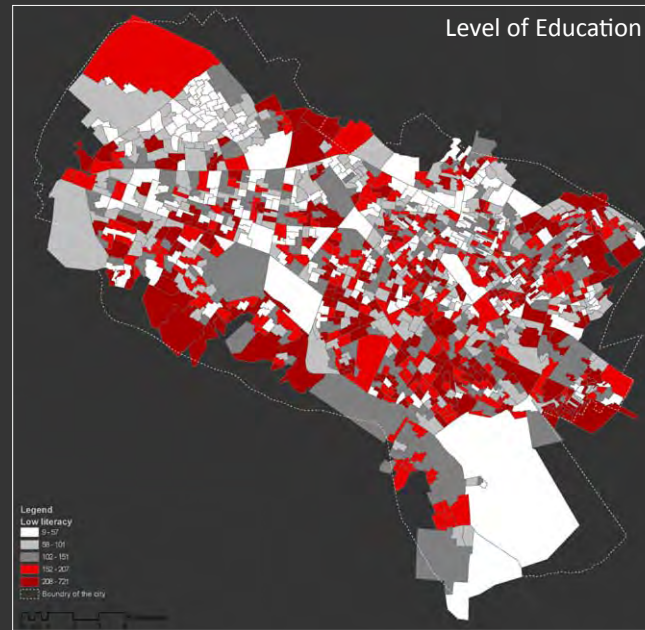 Level of Education
Legend
Low literacy
9 - 57
58 - 101
102 - 151
152 - 207
208 - 721
Boundry of the city